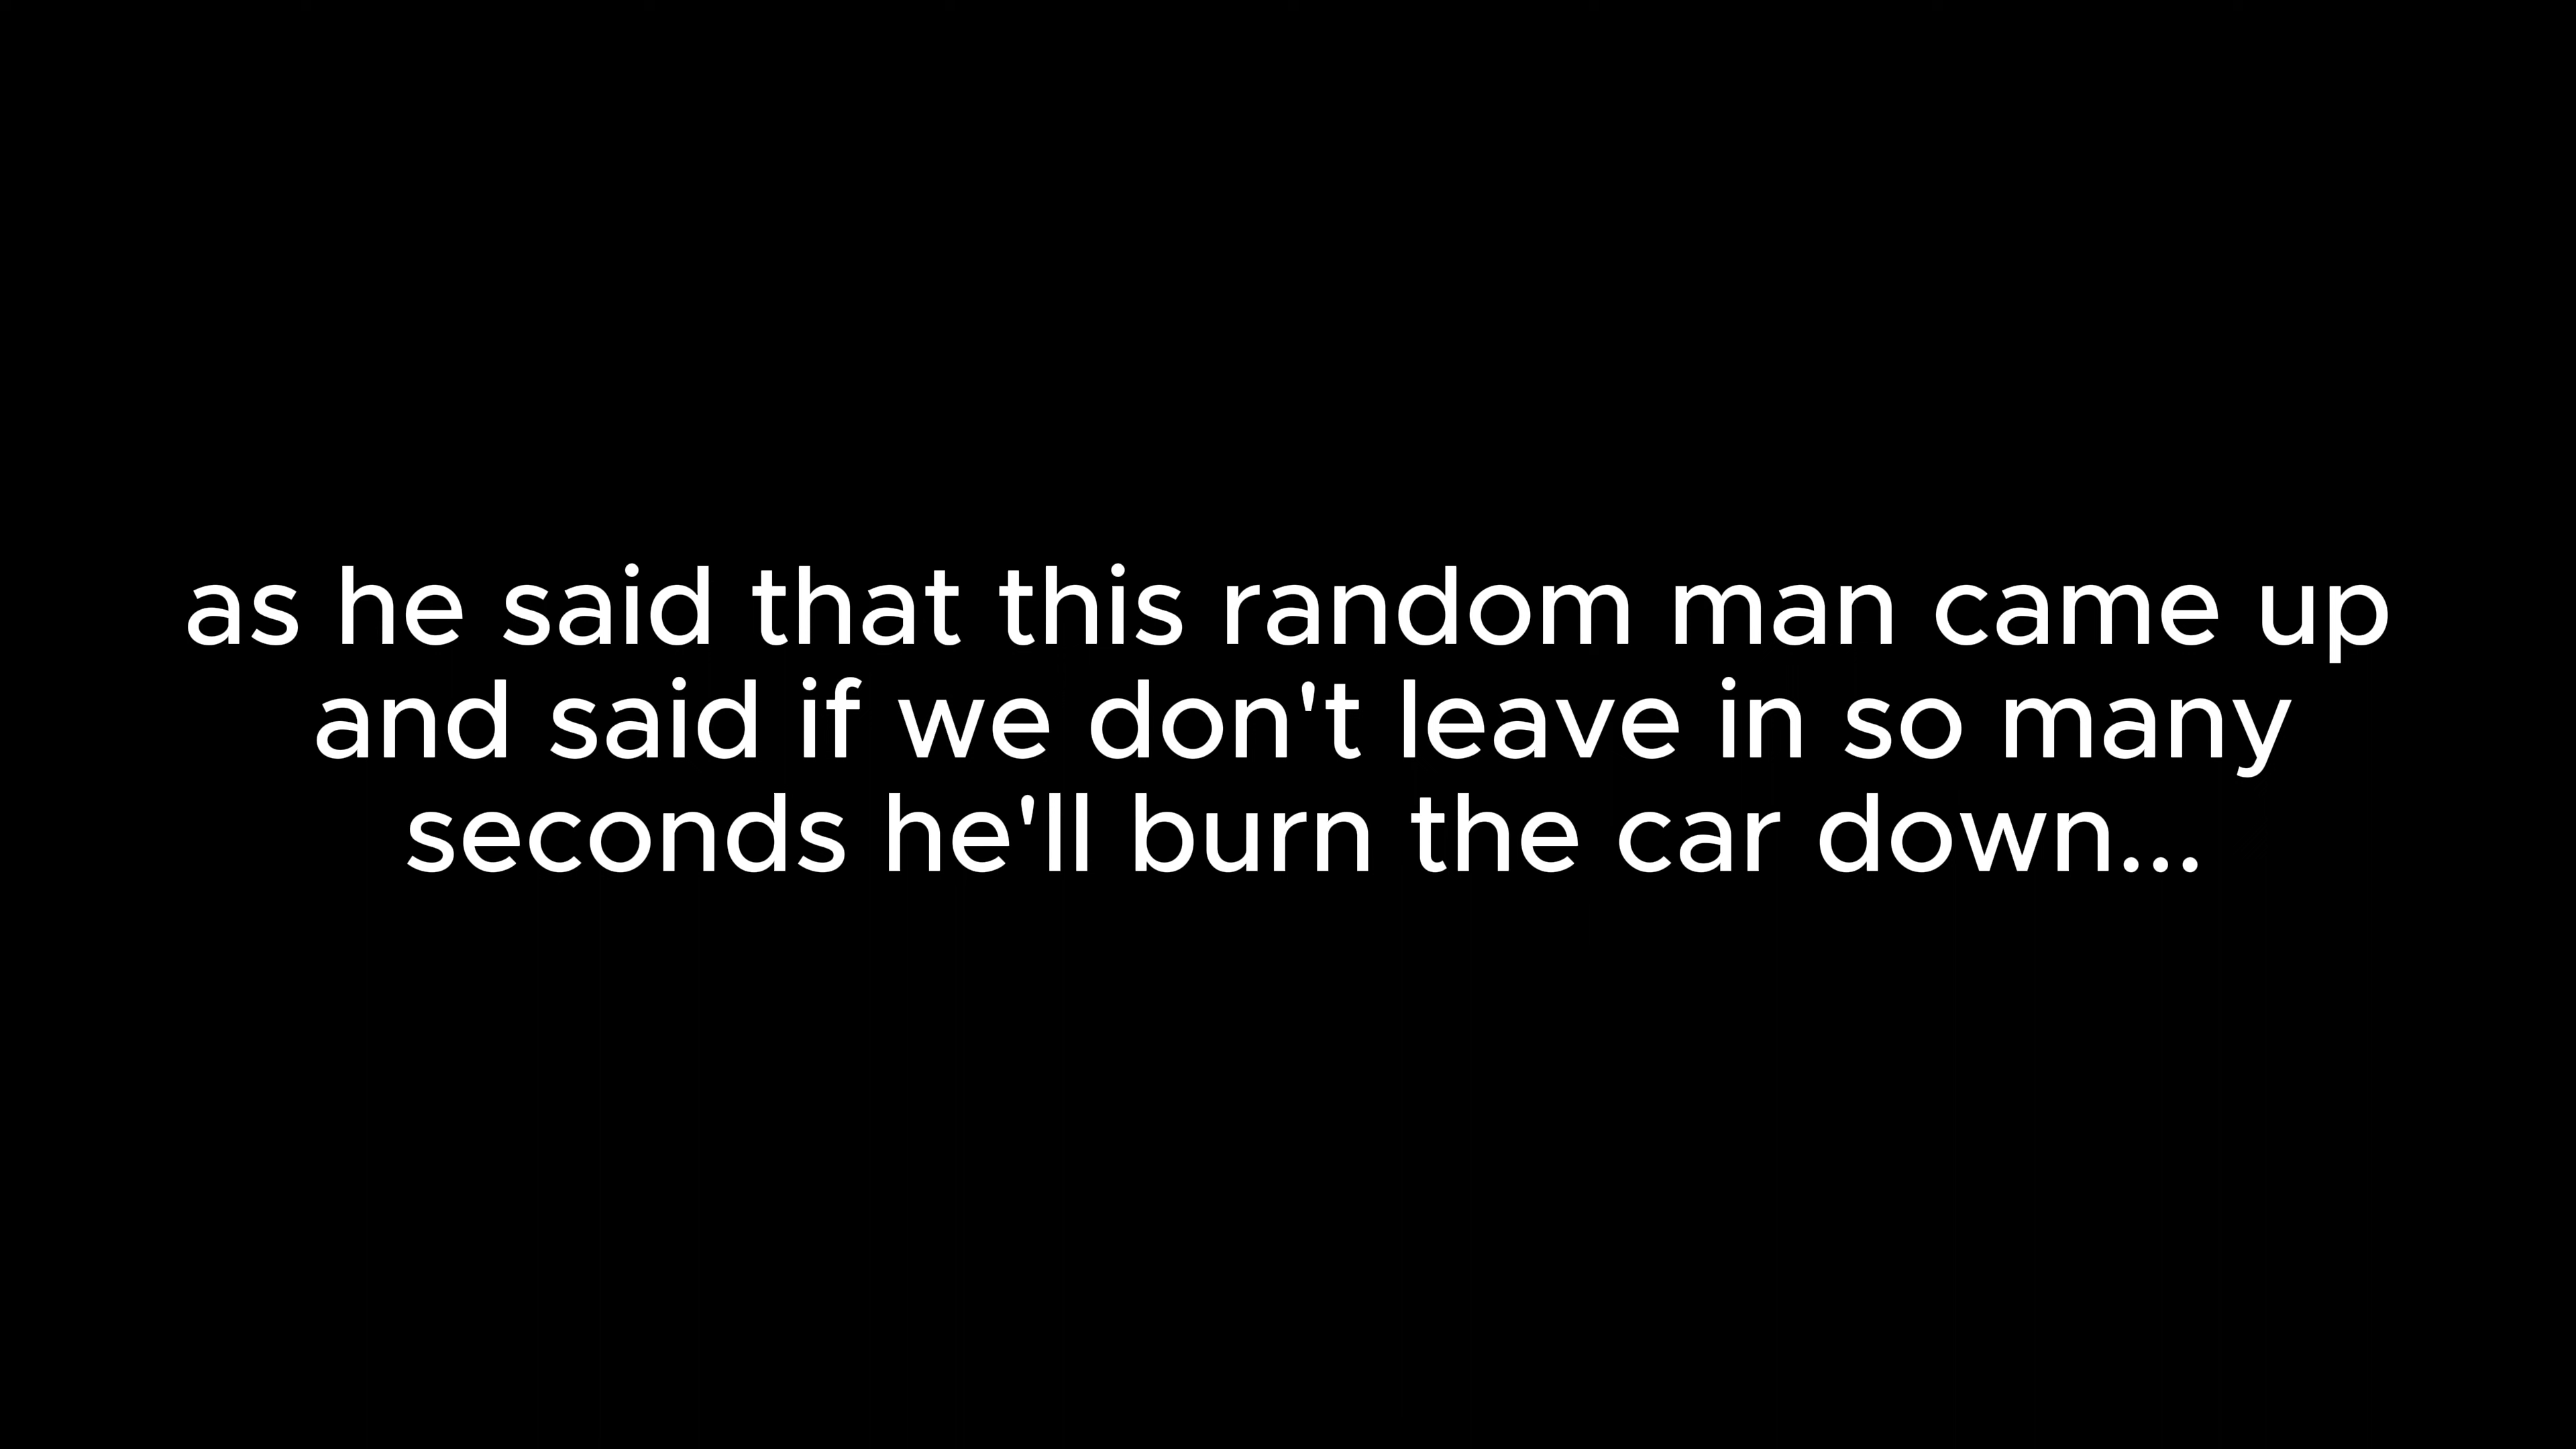 as he said that this random man came up
and said if we don't leave in so many
seconds he'll burn the car down...